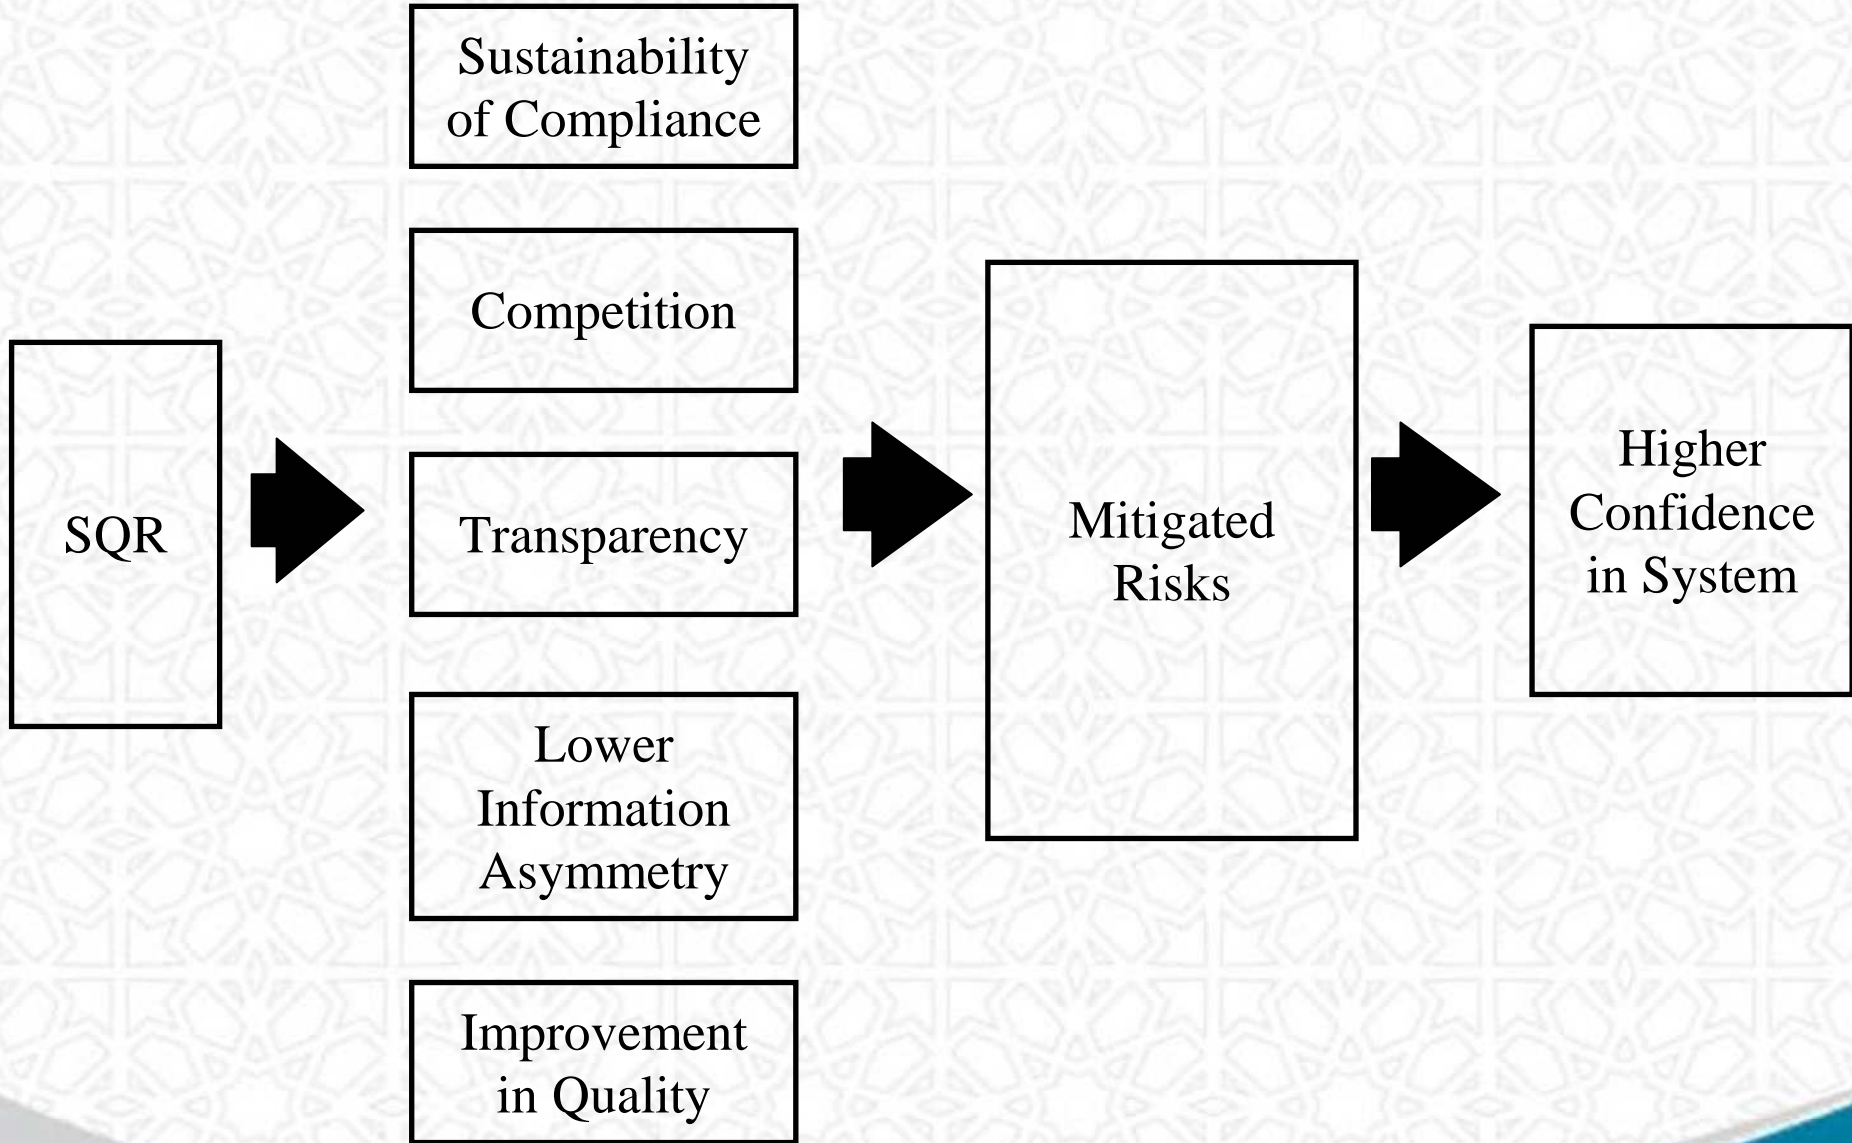 SQR
Sustainability
of Compliance
Competition
Transparency
Lower
Information
Asymmetry
Improvement
in Quality
Mitigated
Risks
Higher
Confidence
in System